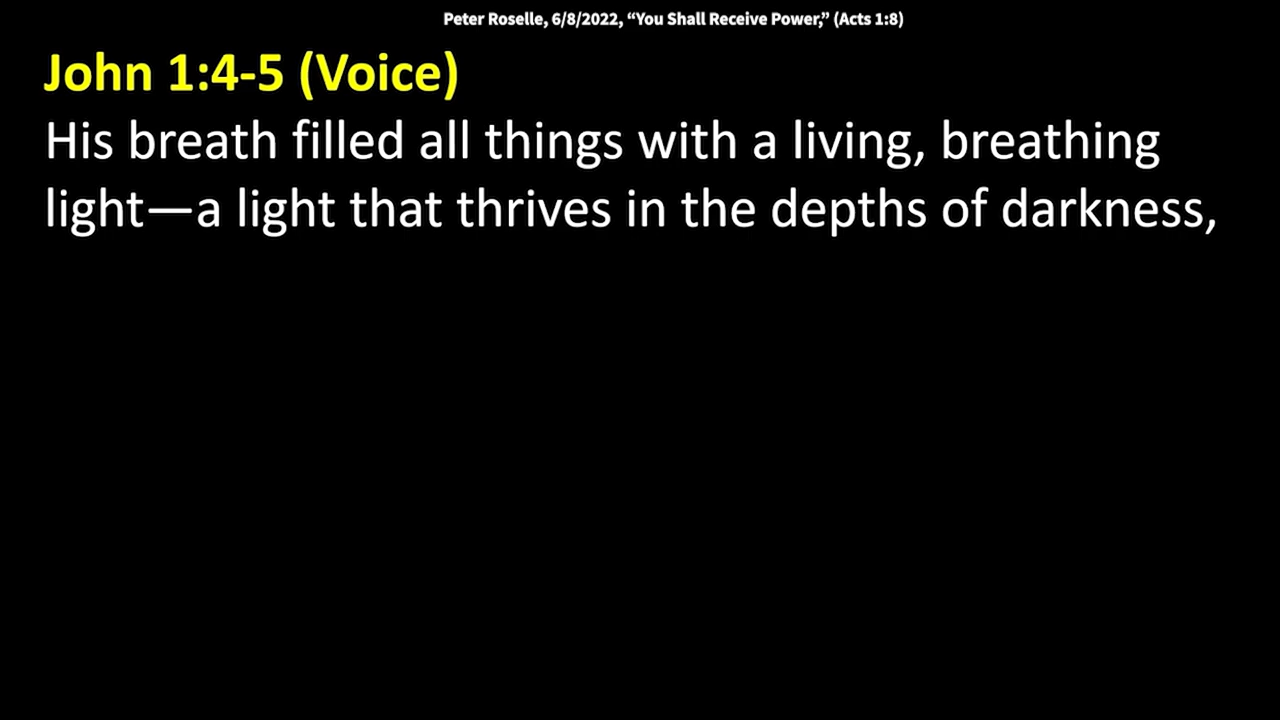 Peter Roselle, 6/8/2022, “You Shall Receive Power,” (Acts 1:8)
John 1:4-5 (Voice)
His breath filled all things with a living, breathing
light—a light that thrives in the depths of darkness,